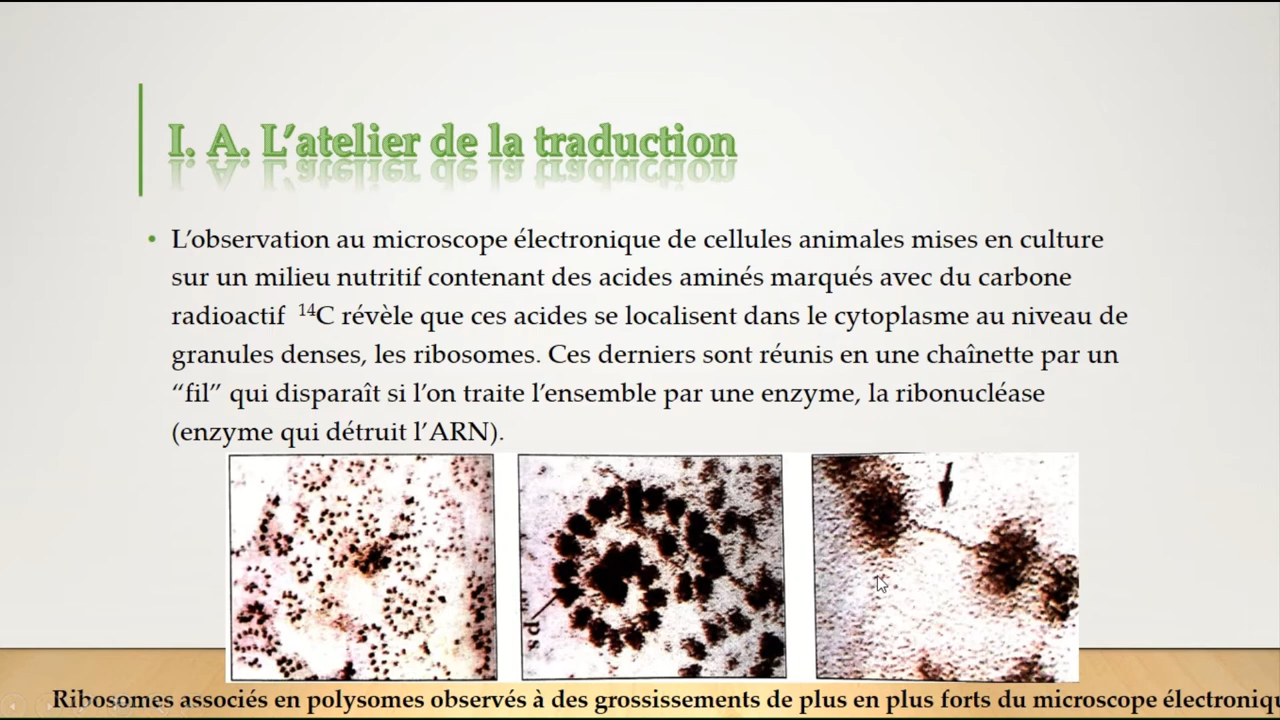 I. A. L’atelier de la traduction
• L’observation au microscope électronique de cellules animales mises en culture
sur un milieu nutritif contenant des acides aminés marqués avec du carbone
radioactif ¹⁴C révèle que ces acides se localisent dans le cytoplasme au niveau de
granules denses, les ribosomes. Ces derniers sont réunis en une chaînette par un
“fil” qui disparaît si l’on traite l’ensemble par une enzyme, la ribonucléase
(enzyme qui détruit l’ARN).
Ribosomes associés en polysomes observés à des grossissements de plus en plus forts du microscope